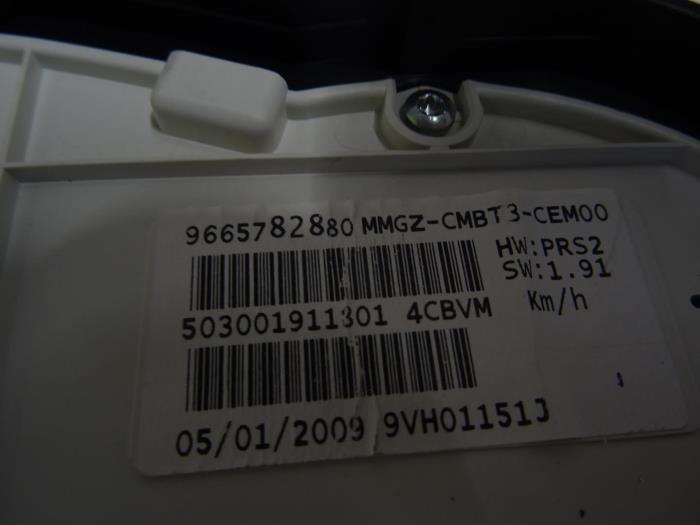 9665782880 MMGZ-CMBT3-CEM00
HW:PRS2
SW:1.91
503001911301 4CBVM
Km/h
05/01/2009 9VH01151J